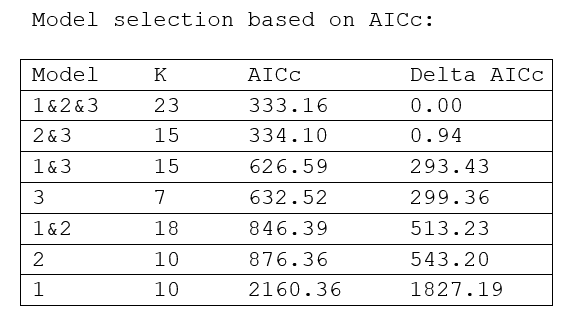 Model selection based on AICc:
Model K AICc Delta AICc
1&2&3 23 333.16 0.00
2&3 15 334.10 0.94
1&3 15 626.59 293.43
3 7 632.52 299.36
1&2 18 846.39 513.23
2 10 876.36 543.20
1 10 2160.36 1827.19